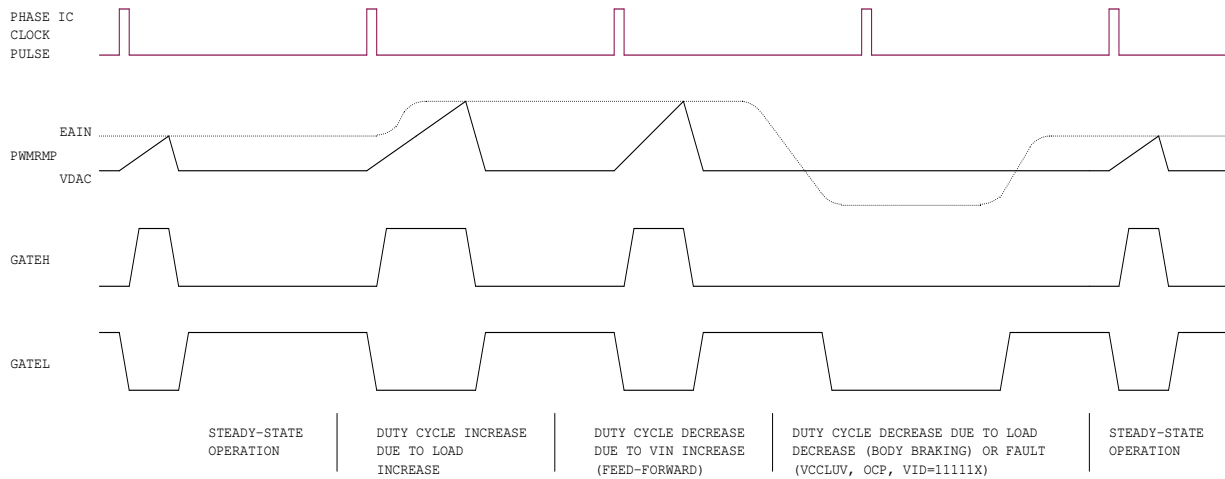 PHASE IC
CLOCK
PULSE
EAIN
PWMRMP
VDAC
GATEH
GATEL
STEADY-STATE
OPERATION
DUTY CYCLE INCREASE
DUE TO LOAD
INCREASE
DUTY CYCLE DECREASE
DUE TO VIN INCREASE
(FEED-FORWARD)
DUTY CYCLE DECREASE DUE TO LOAD
DECREASE (BODY BRAKING) OR FAULT
(VCCLUV, OCP, VID=11111X)
STEADY-STATE
OPERATION